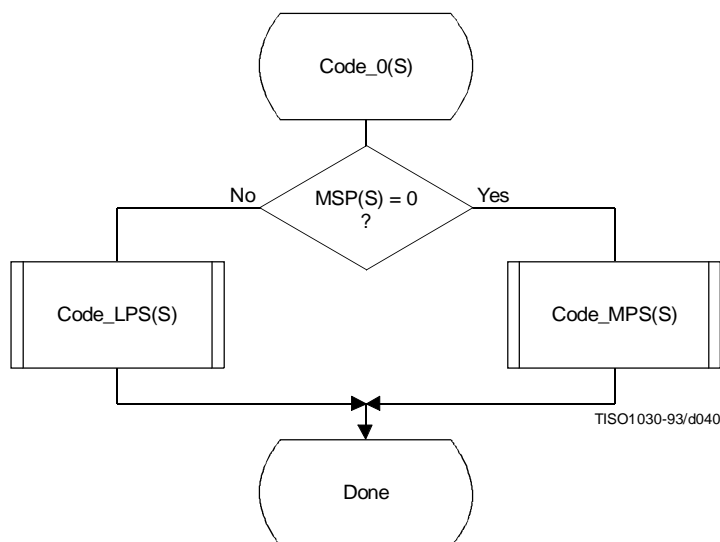 Code_0(S)
No
MSP(S) = 0
?
Yes
Code_LPS(S)
Code_MPS(S)
TISO1030-93/d040
Done